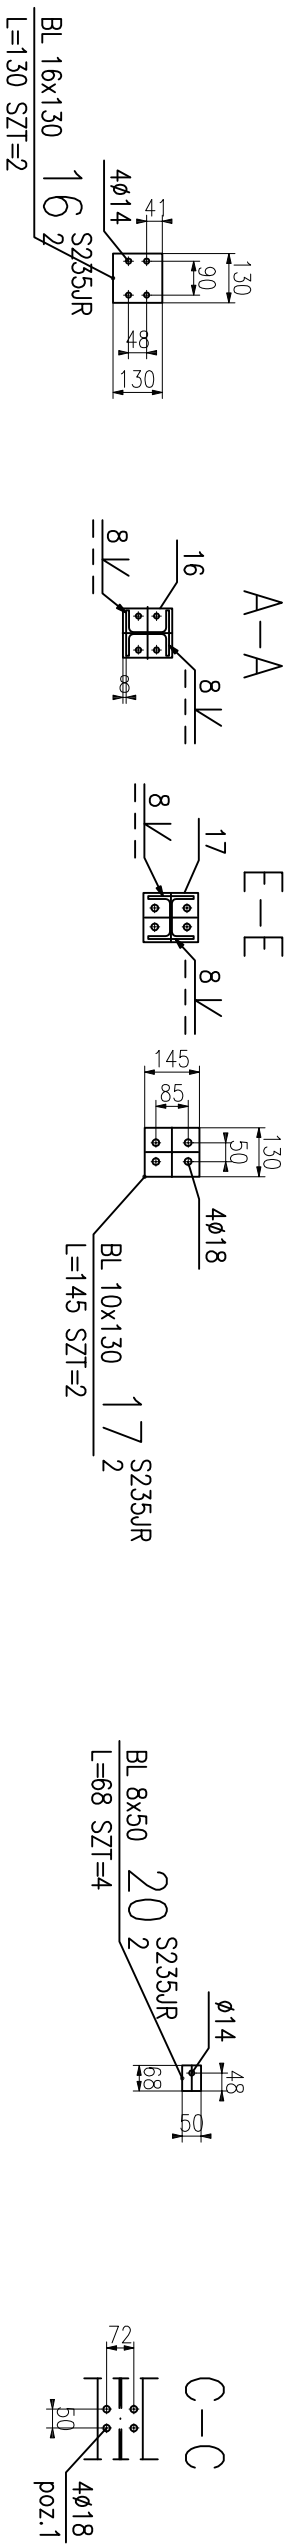 BL 16x130
L=130 SZT=2
16
S235JR
2
4ø14
41
90
130
48
130
A-A
16
8
8
8
E-E
17
8
8
145
85
50
130
4ø18
BL 10x130
L=145 SZT=2
17
S235JR
2
BL 8x50
L=68 SZT=4
20
S235JR
2
ø14
48
68
50
C-C
72
50
4ø18
poz.1